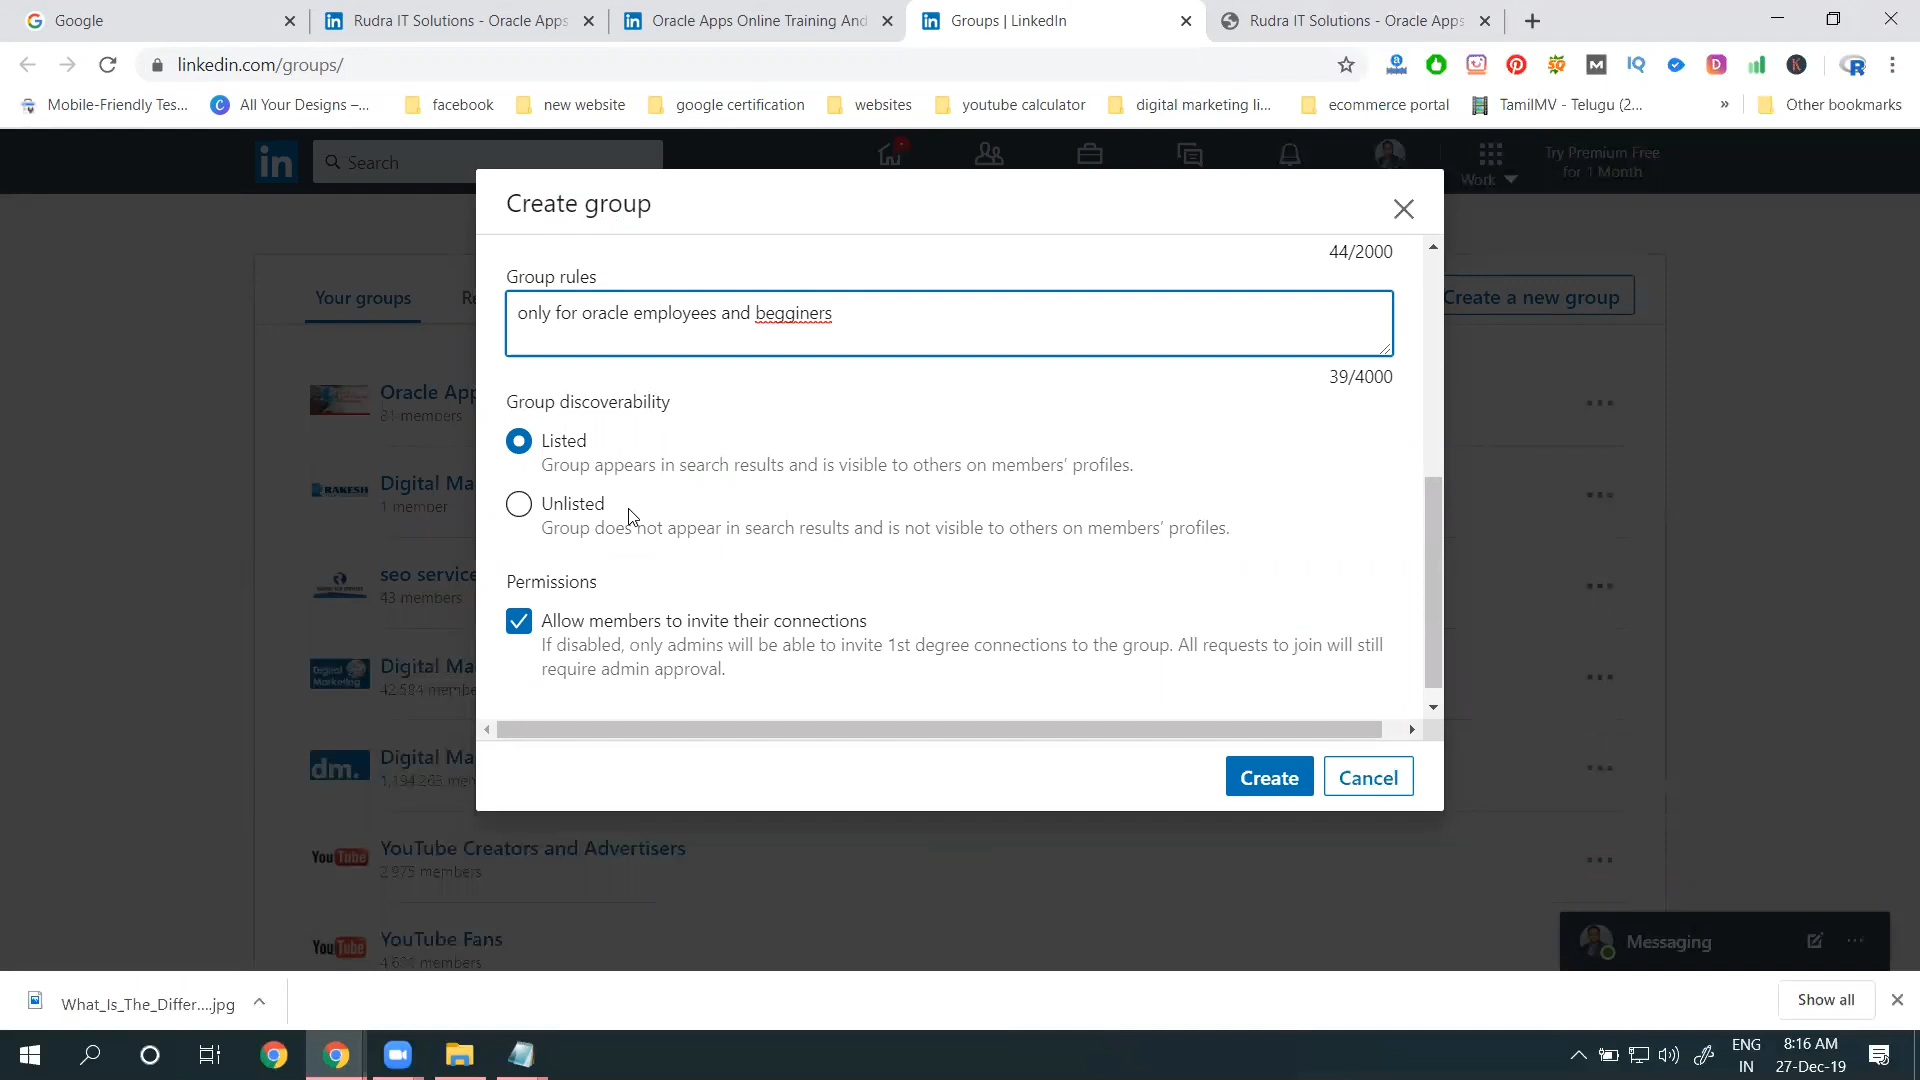 Google
Rudra IT Solutions - Oracle Apps
Oracle Apps Online Training And
Groups | LinkedIn
Rudra IT Solutions - Oracle Apps
linkedin.com/groups/
Mobile-Friendly Tes...
All Your Designs –...
facebook
new website
google certification
websites
youtube calculator
digital marketing li...
ecommerce portal
TamilMV - Telugu (2...
»
Other bookmarks
in
Search
Work
Try Premium Free
for 1 Month
Create group
44/2000
Group rules
only for oracle employees and begginers
39/4000
Group discoverability
Listed
Group appears in search results and is visible to others on members' profiles.
Unlisted
Group does not appear in search results and is not visible to others on members' profiles.
Permissions
Allow members to invite their connections
If disabled, only admins will be able to invite 1st degree connections to the group. All requests to join will still
require admin approval.
Create
Cancel
Your groups
Create a new group
Oracle App
81 members
Digital Ma
1 member
seo service
43 members
Digital Ma
42,584 membe
dm.
Digital Ma
1,194,263 mem
YouTube
YouTube Creators and Advertisers
2,975 members
YouTube
YouTube Fans
Messaging
What_Is_The_Differ....jpg
Show all
ENG
IN
8:16 AM
27-Dec-19